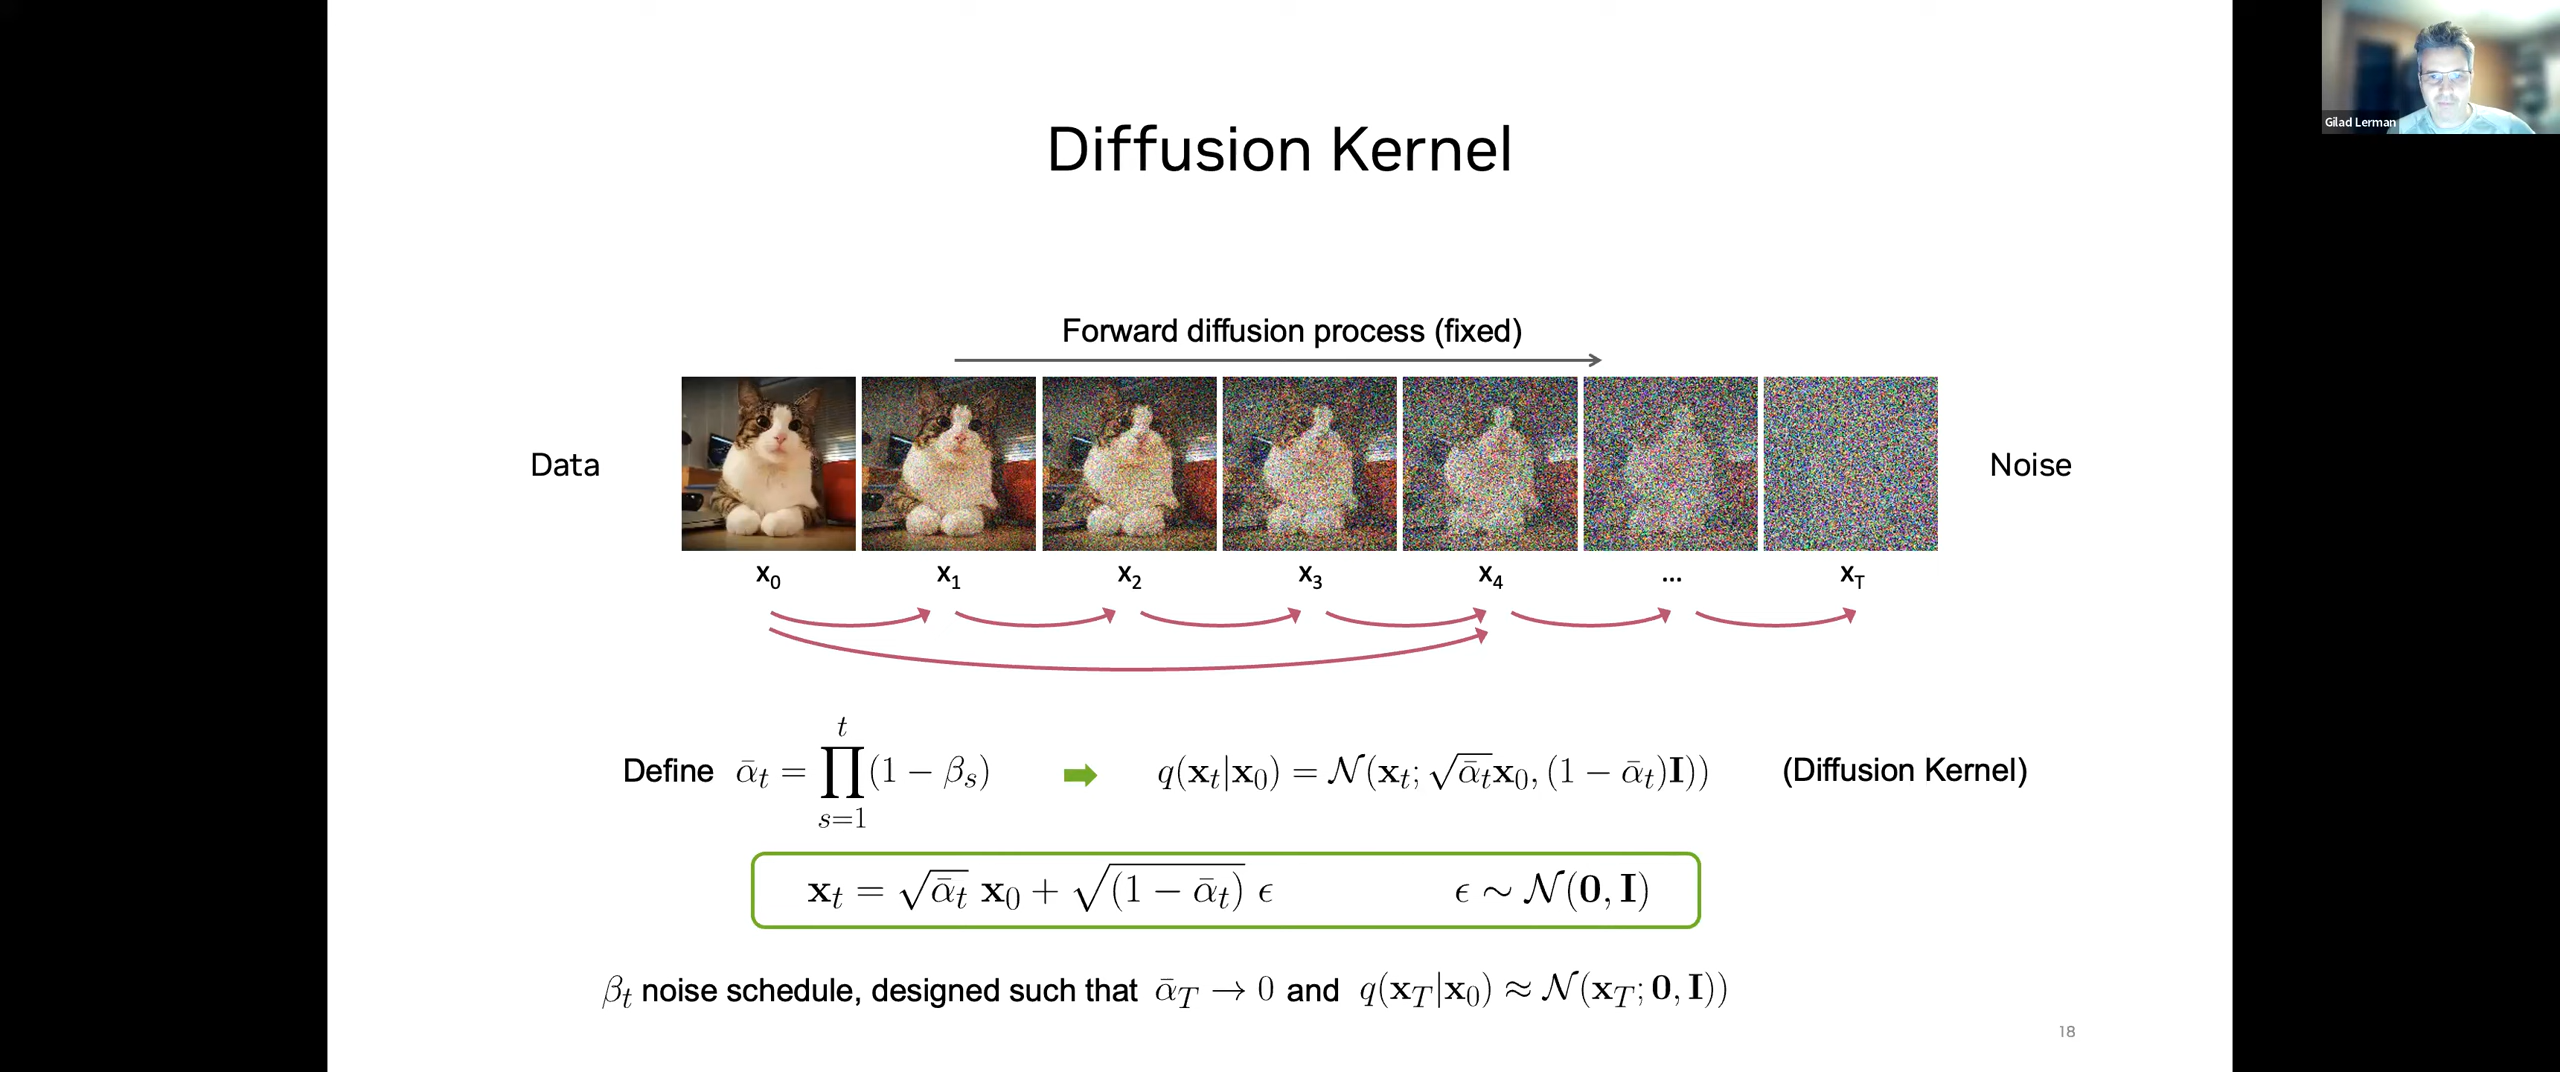 Gilad Lerman
Diffusion Kernel
Forward diffusion process (fixed)
Data
Noise
x₀ x₁ x₂ x₃ x₄ ... x_T
Define ᾱ_t = ∏_{s=1}^{t} (1 − β_s) ➡ q(𝐱_t|𝐱₀) = 𝒩(𝐱_t; √ᾱ_t 𝐱₀, (1 − ᾱ_t)𝐈)) (Diffusion Kernel)
𝐱_t = √ᾱ_t 𝐱₀ + √(1 − ᾱ_t) ϵ ϵ ∼ 𝒩(𝟎, 𝐈)
β_t noise schedule, designed such that ᾱ_T → 0 and q(𝐱_T|𝐱₀) ≈ 𝒩(𝐱_T; 𝟎, 𝐈))
18